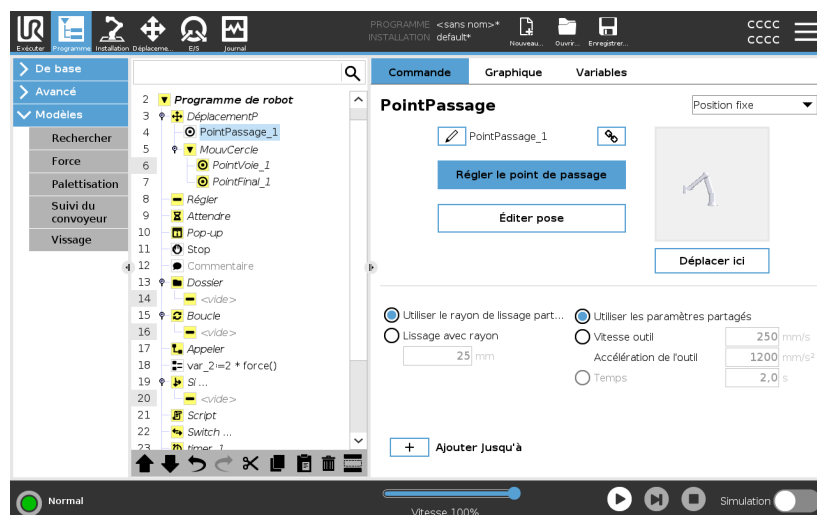 PROGRAMME <sans nom>*
INSTALLATION default*
CCCC
CCCC
Exécuter Programme Installation Déplaceme... E/S Journal Nouveau... Ouvrir... Enregistrer...
De base
Avancé
Modèles
Rechercher
Force
Palettisation
Suivi du
convoyeur
Vissage
2 Programme de robot
3 DéplacementP
4 PointPassage_1
5 MouvCercle
6 PointVoie_1
7 PointFinal_1
8 Régler
9 Attendre
10 Pop-up
11 Stop
12 Commentaire
13 Dossier
14 <vide>
15 Boucle
16 <vide>
17 Appeler
18 var_2:=2 * force()
19 Si ...
20 <vide>
21 Script
22 Switch ...
23 timer_1
Commande Graphique Variables
PointPassage
Position fixe
PointPassage_1
Régler le point de passage
Éditer pose
Déplacer ici
Utiliser le rayon de lissage part...
Lissage avec rayon
25 mm
Utiliser les paramètres partagés
Vitesse outil 250 mm/s
Accélération de l'outil 1200 mm/s²
Temps 2,0 s
+ Ajouter Jusqu'à
Normal
Vitesse 100%
Simulation